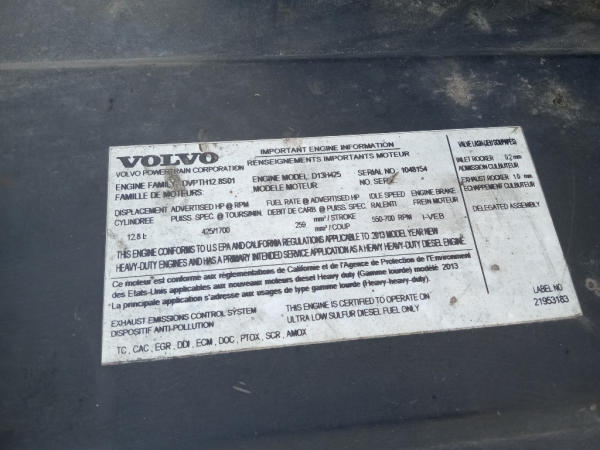 VOLVO
VOLVO POWERTRAIN CORPORATION
IMPORTANT ENGINE INFORMATION
RENSEIGNEMENTS IMPORTANTS MOTEUR
ENGINE FAMILY DVPTH12.8S01
FAMILLE DE MOTEURS
ENGINE MODEL D13H425
MODELE MOTEUR
SERIAL NO. 1048154
NO. SERIE
DISPLACEMENT ADVERTISED HP @ RPM FUEL RATE @ ADVERTISED HP IDLE SPEED ENGINE BRAKE
CYLINDREE PUISS. SPEC @ TOURS/MIN. DEBIT DE CARB @ PUISS. SPEC RALENTI FREIN MOTEUR
12.8 L 425/1700 259 mm³/ STROKE 550-700 RPM I-VEB
mm³/ COUP
THIS ENGINE CONFORMS TO US EPA AND CALIFORNIA REGULATIONS APPLICABLE TO 2013 MODEL YEAR NEW
HEAVY-DUTY ENGINES AND HAS A PRIMARY INTENDED SERVICE APPLICATION AS A HEAVY HEAVY-DUTY DIESEL ENGINE.
Ce moteur est conforme aux réglementations de Californie et de l'Agence de Protection de l'Environment
des Etats-Unis applicables aux nouveaux moteurs diesel Heavy duty (Gamme lourde) modéle 2013
*La principale application s'adresse aux usages de type gamme lourde (Heavy-heavy-duty).
EXHAUST EMISSIONS CONTROL SYSTEM
DISPOSITIF ANTI-POLLUTION
THIS ENGINE IS CERTIFIED TO OPERATE ON
ULTRA LOW SULFUR DIESEL FUEL ONLY
TC , CAC , EGR , DDI , ECM , DOC , PTOX , SCR , AMOX
VALVE LASH
INLET ROCKER 0.2 mm
ADMISSION CULBUTEUR
EXHAUST ROCKER 1.0 mm
ECHAPPEMENT CULBUTEUR
DELEGATED ASSEMBLY
LABEL NO
21953183